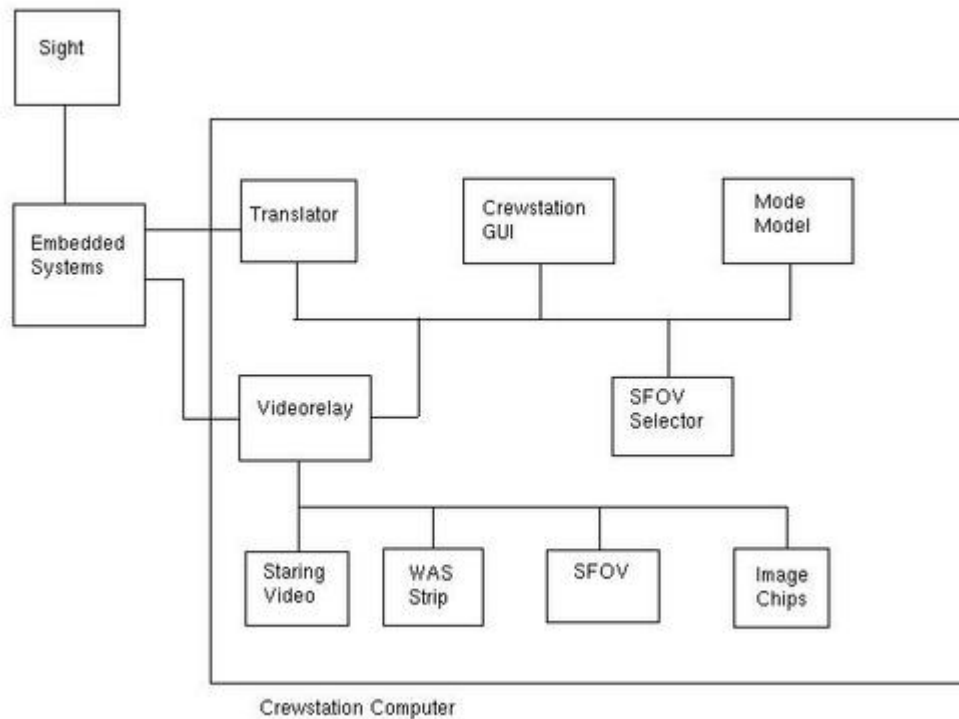 Sight
Embedded
Systems
Translator
Crewstation
GUI
Mode
Model
Videorelay
SFOV
Selector
Staring
Video
WAS
Strip
SFOV
Image
Chips
Crewstation Computer